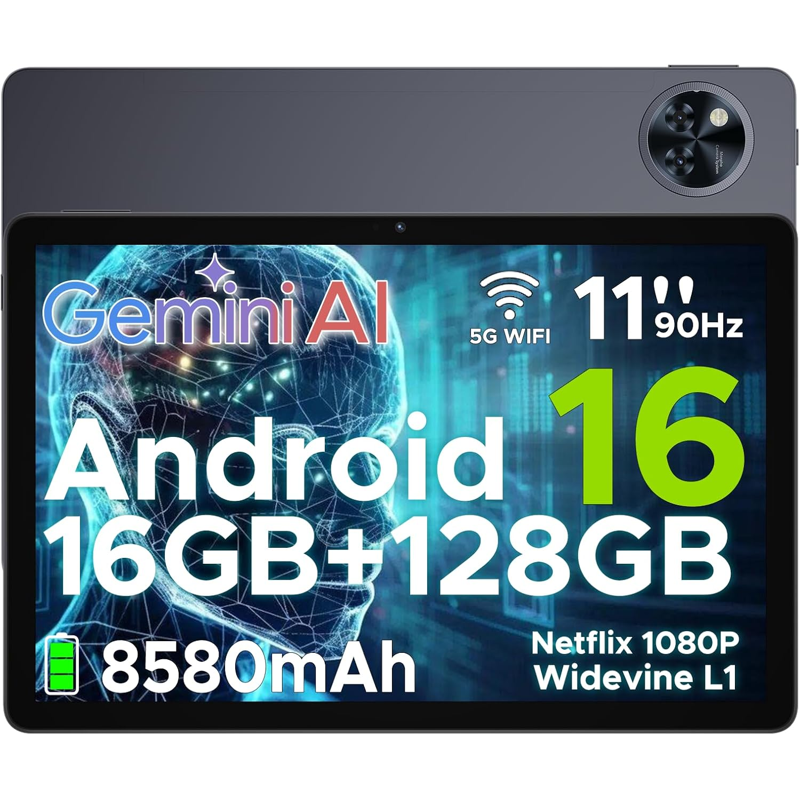 Gemini AI
5G WIFI
11''
90Hz
Android 16
16GB+128GB
8580mAh
Netflix 1080P
Widevine L1